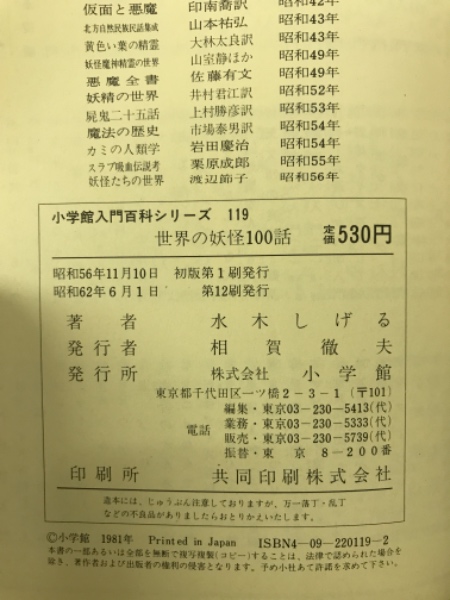 仮面と悪魔 印南喬訳 昭和42年
北方自然民族民話集成 山本祐弘 昭和43年
黄色い葉の精霊 大林太良訳 昭和43年
妖怪魔神精霊の世界 山室静ほか 昭和49年
悪魔全書 佐藤有文 昭和49年
妖精の世界 井村君江訳 昭和52年
屍鬼二十五話 上村勝彦訳 昭和53年
魔法の歴史 市場泰男訳 昭和54年
カミの人類学 岩田慶治 昭和54年
スラブ吸血伝説考 栗原成郎 昭和55年
妖怪たちの世界 渡辺節子 昭和56年
小学館入門百科シリーズ 119
世界の妖怪100話 定価530円
昭和56年11月10日 初版第1刷発行
昭和62年6月1日 第12刷発行
著者 水木しげる
発行者 相賀徹夫
発行所 株式会社 小学館
東京都千代田区一ツ橋2-3-1(〒101)
電話 編集・東京03-230-5413(代)
業務・東京03-230-5333(代)
販売・東京03-230-5739(代)
振替・東京8-200番
印刷所 共同印刷株式会社
造本には、じゅうぶん注意しておりますが、万一落丁・乱丁
などの不良品がありましたらおとりかえいたします。
©小学館 1981年 Printed in Japan ISBN4-09-220119-2
本書の一部あるいは全部を無断で複写複製(コピー)することは、法律で認められた場合を
除き、著作者および出版者の権利の侵害となります。予め小社あて許諾を求めて下さい。